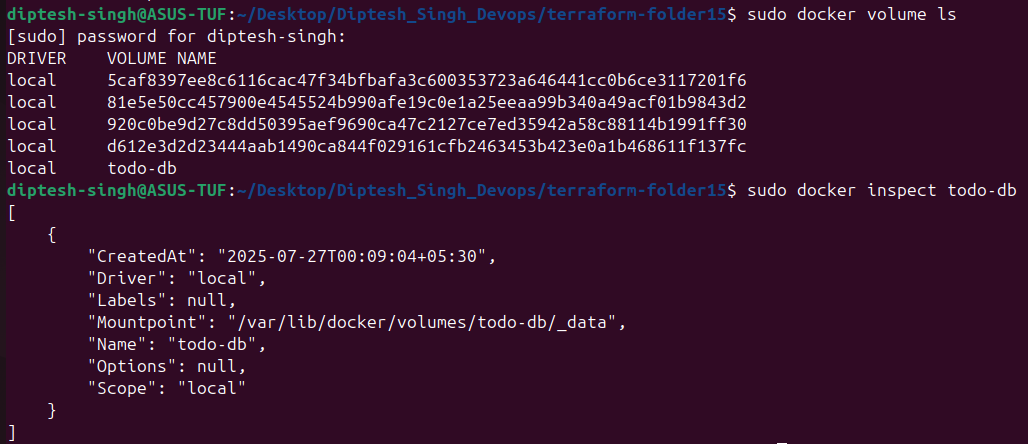 diptesh-singh@ASUS-TUF:~/Desktop/Diptesh_Singh_Devops/terraform-folder15$ sudo docker volume ls
[sudo] password for diptesh-singh:
DRIVER    VOLUME NAME
local     5caf8397ee8c6116cac47f34bfbafa3c600353723a646441cc0b6ce3117201f6
local     81e5e50cc457900e4545524b990afe19c0e1a25eeaa99b340a49acf01b9843d2
local     920c0be9d27c8dd50395aef9690ca47c2127ce7ed35942a58c88114b1991ff30
local     d612e3d2d23444aab1490ca844f029161cfb2463453b423e0a1b468611f137fc
local     todo-db
diptesh-singh@ASUS-TUF:~/Desktop/Diptesh_Singh_Devops/terraform-folder15$ sudo docker inspect todo-db
[
    {
        "CreatedAt": "2025-07-27T00:09:04+05:30",
        "Driver": "local",
        "Labels": null,
        "Mountpoint": "/var/lib/docker/volumes/todo-db/_data",
        "Name": "todo-db",
        "Options": null,
        "Scope": "local"
    }
]